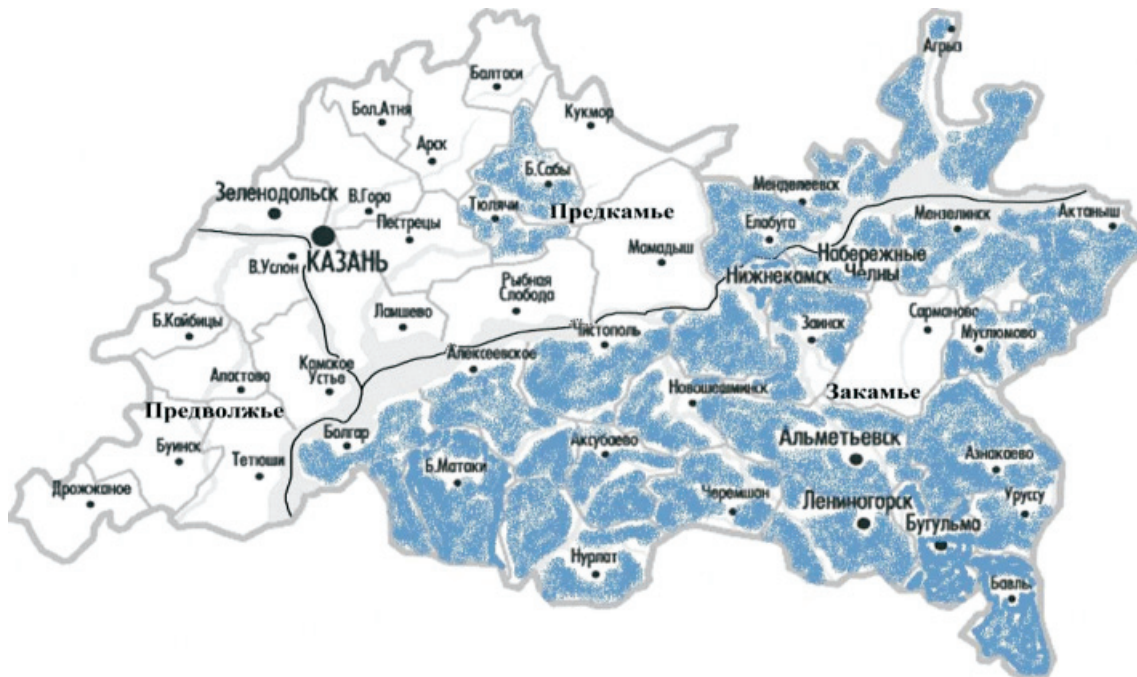 Агрыз
Балтаси
Бол.Атня
Кукмор
Арск
Б.Сабы
Менделеевск
Зеленодольск
В.Гора
Тюлячи
Предкамье
Елабуга
Мензелинск
Актаныш
Пестрецы
Мамадыш
Набережные
Челны
В.Услон
КАЗАНЬ
Нижнекамск
Рыбная
Слобода
Лаишево
Б.Кайбицы
Чистополь
Заинск
Сарманово
Муслюмово
Алексеевское
Камское
Устье
Апастово
Новошешминск
Закамье
Предволжье
Болгар
Буинск
Тетюши
Аксубаево
Альметьевск
Азнакаево
Б.Матаки
Дрожжаное
Черемшан
Лениногорск
Уруссу
Бугульма
Нурлат
Бавлы